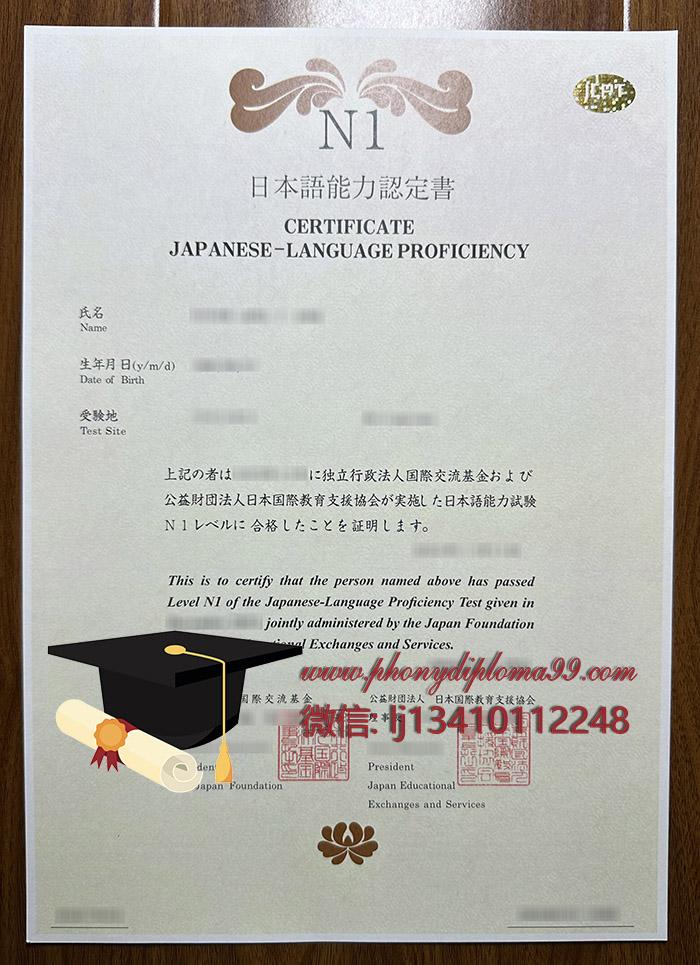 JLPT
N1
日本語能力認定書
CERTIFICATE
JAPANESE-LANGUAGE PROFICIENCY
氏名
Name
生年月日(y/m/d)
Date of Birth
受験地
Test Site
上記の者は に独立行政法人国際交流基金および
公益財団法人日本国際教育支援協会が実施した日本語能力試験
N1レベルに 合格したことを証明します。
This is to certify that the person named above has passed
Level N1 of the Japanese-Language Proficiency Test given in
jointly administered by the Japan Foundation
Exchanges and Services.
www.phonydiploma99.com
国際交流基金
公益財団法人 日本国際教育支援協会
微信: lj13410112248
理事長
President
Japan Foundation
Japan Educational
Exchanges and Services